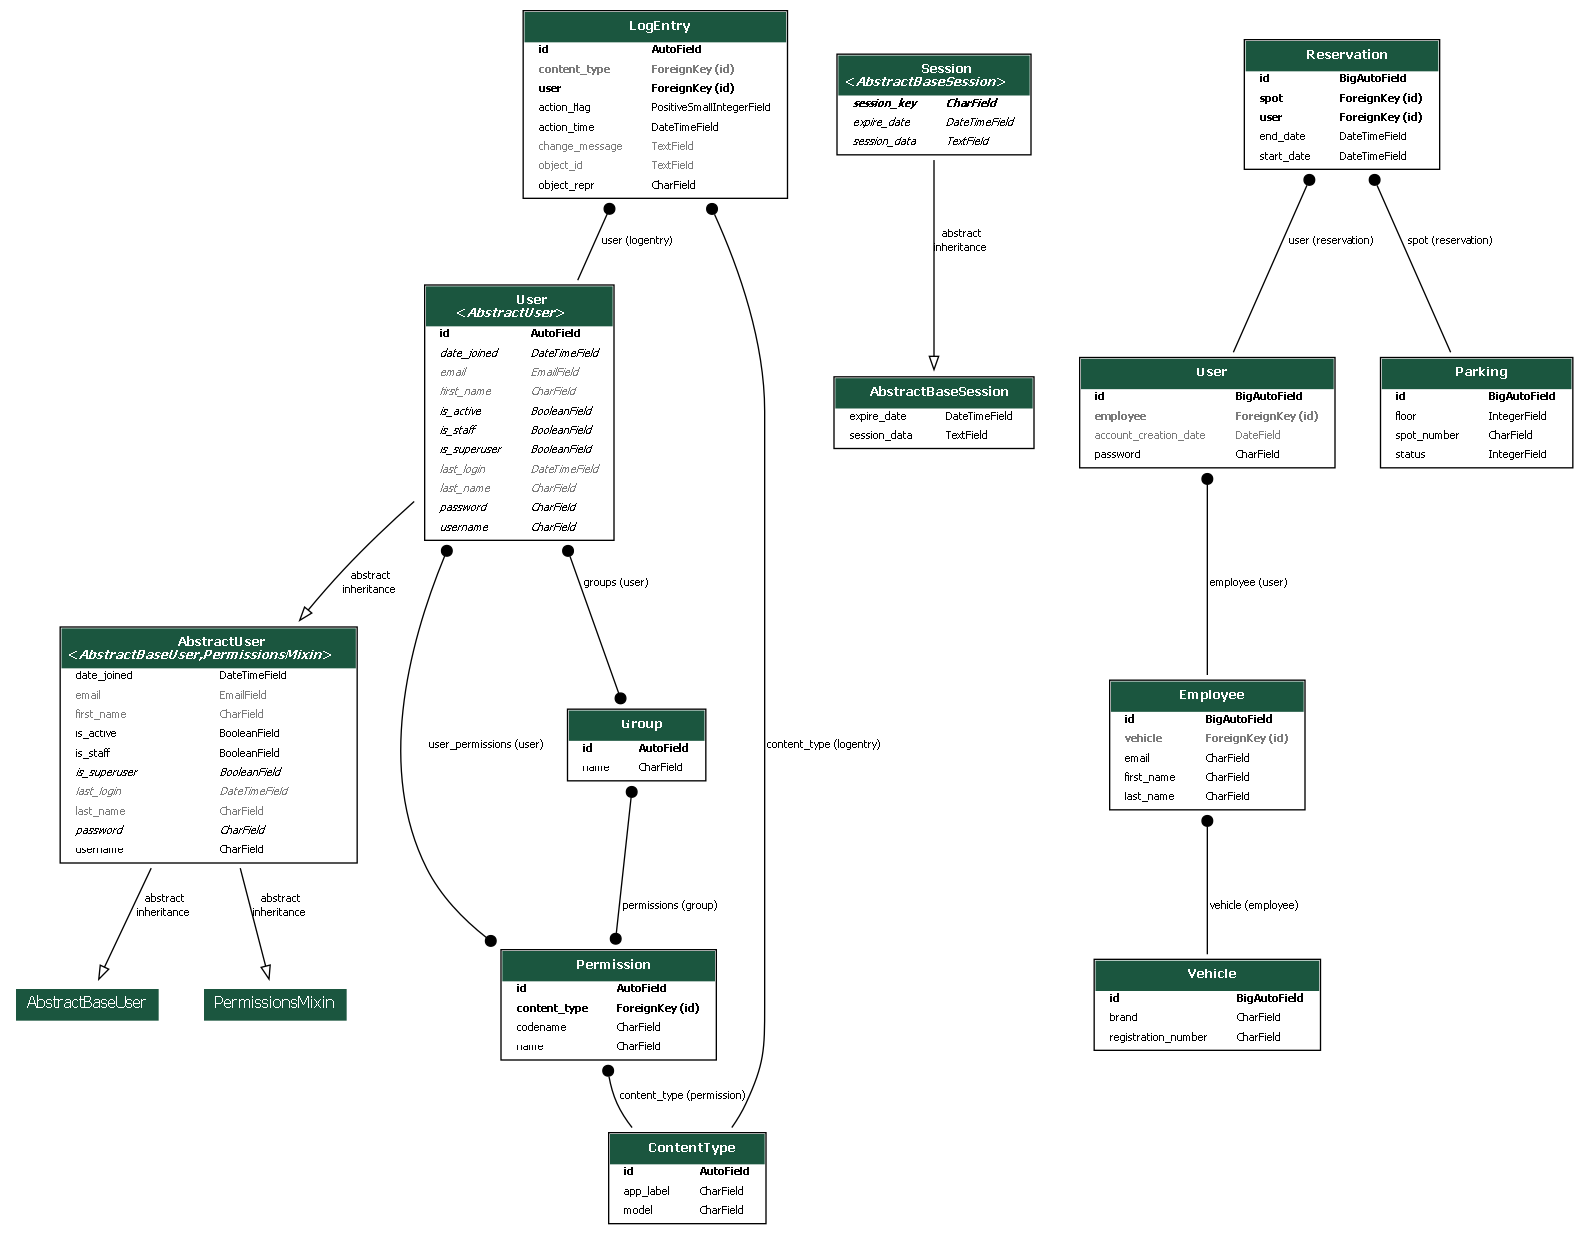 LogEntry
id AutoField
content_type ForeignKey (id)
user ForeignKey (id)
action_flag PositiveSmallIntegerField
action_time DateTimeField
change_message TextField
object_id TextField
object_repr CharField
Session
<AbstractBaseSession>
session_key CharField
expire_date DateTimeField
session_data TextField
Reservation
id BigAutoField
spot ForeignKey (id)
user ForeignKey (id)
end_date DateTimeField
start_date DateTimeField
user (logentry)
abstract
inheritance
user (reservation)
spot (reservation)
User
<AbstractUser>
id AutoField
date_joined DateTimeField
email EmailField
first_name CharField
is_active BooleanField
is_staff BooleanField
is_superuser BooleanField
last_login DateTimeField
last_name CharField
password CharField
username CharField
AbstractBaseSession
expire_date DateTimeField
session_data TextField
User
id BigAutoField
employee ForeignKey (id)
account_creation_date DateField
password CharField
Parking
id BigAutoField
floor IntegerField
spot_number CharField
status IntegerField
abstract
inheritance
groups (user)
employee (user)
AbstractUser
<AbstractBaseUser,PermissionsMixin>
date_joined DateTimeField
email EmailField
first_name CharField
is_active BooleanField
is_staff BooleanField
is_superuser BooleanField
last_login DateTimeField
last_name CharField
password CharField
username CharField
user_permissions (user)
Group
id AutoField
name CharField
content_type (logentry)
Employee
id BigAutoField
vehicle ForeignKey (id)
email CharField
first_name CharField
last_name CharField
abstract
inheritance
abstract
inheritance
permissions (group)
vehicle (employee)
AbstractBaseUser
PermissionsMixin
Permission
id AutoField
content_type ForeignKey (id)
codename CharField
name CharField
Vehicle
id BigAutoField
brand CharField
registration_number CharField
content_type (permission)
ContentType
id AutoField
app_label CharField
model CharField